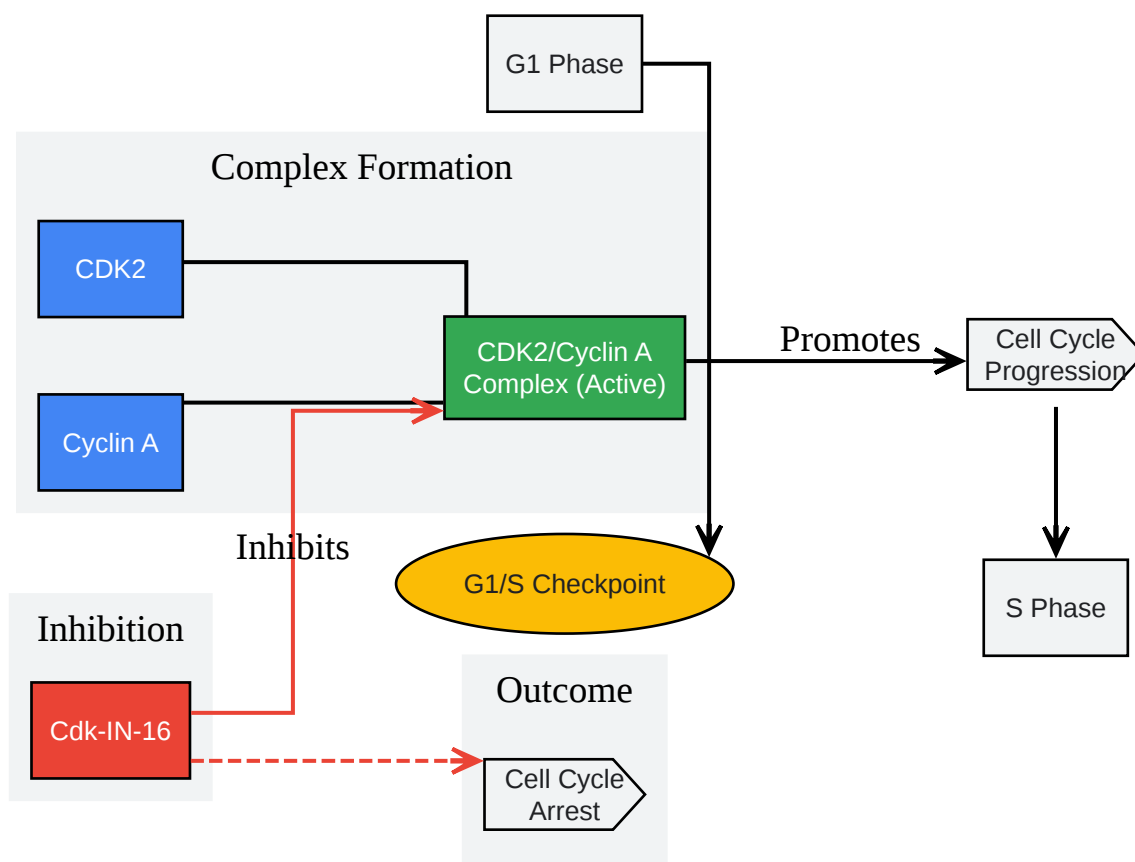 G1 Phase
Complex Formation
CDK2
CDK2/Cyclin A
Complex (Active)
Promotes
Cell Cycle
Progression
Cyclin A
Inhibits
G1/S Checkpoint
S Phase
Inhibition
Cdk-IN-16
Outcome
Cell Cycle
Arrest